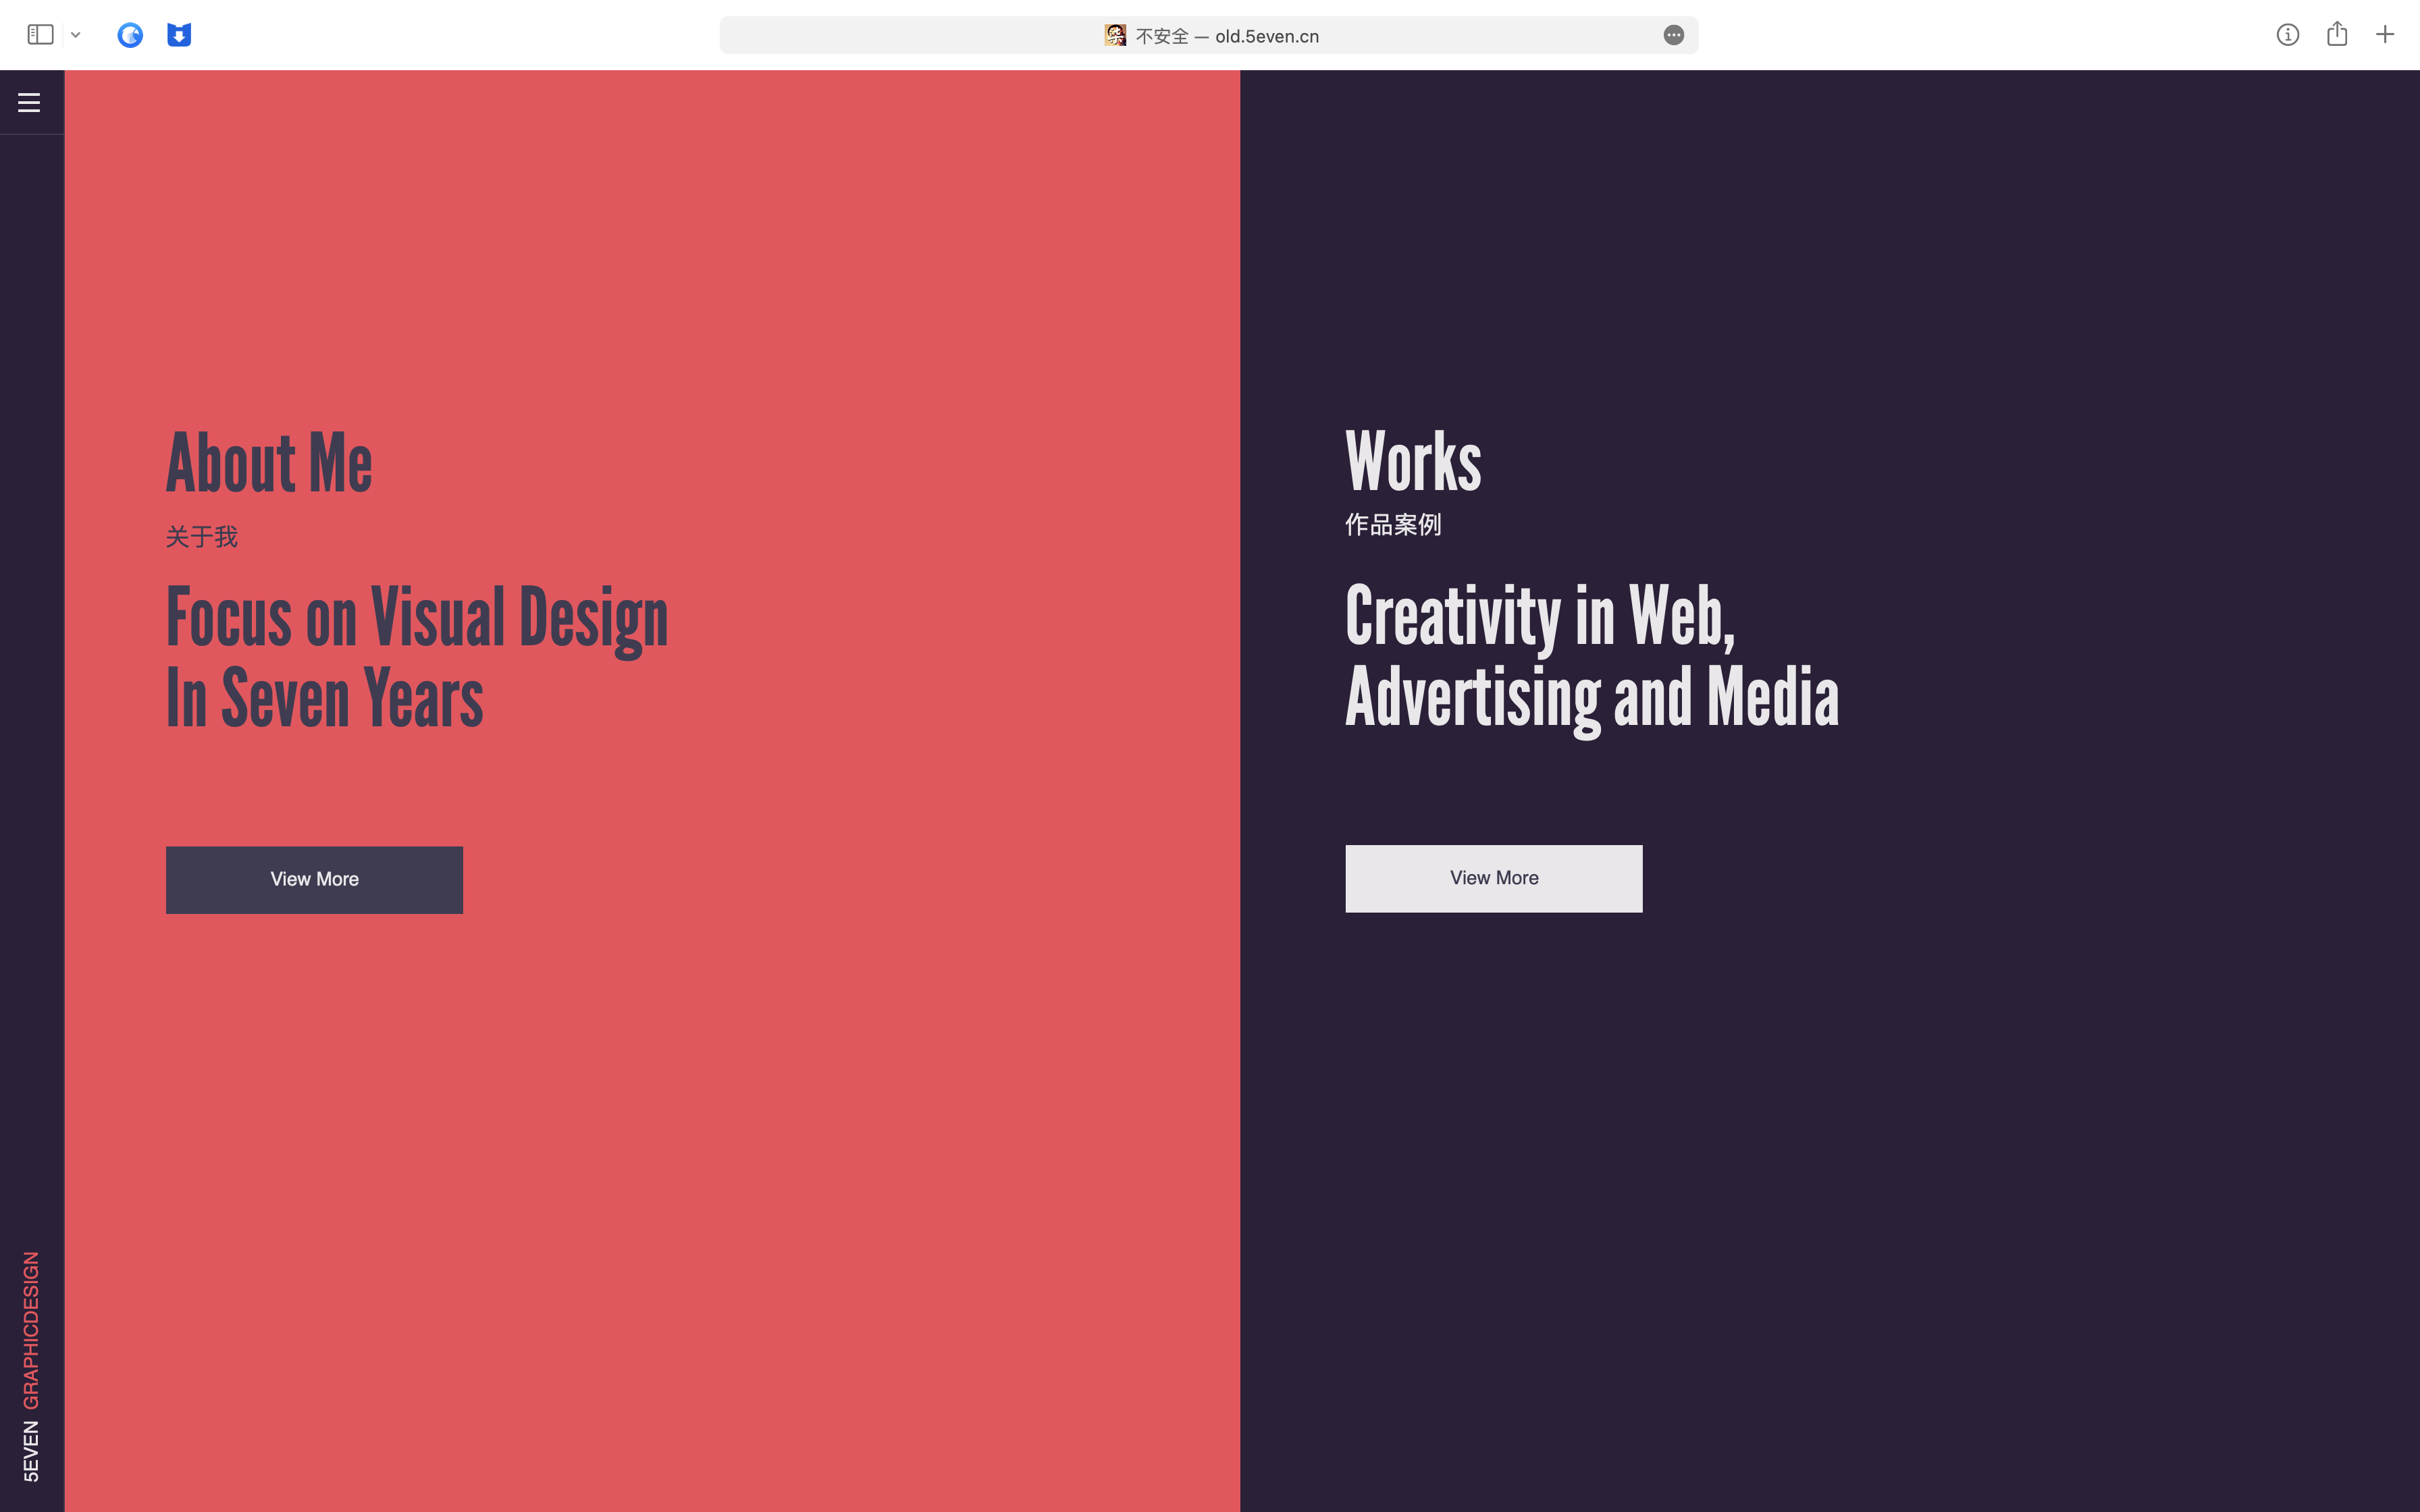 不安全 — old.5even.cn
About Me
关于我
Focus on Visual Design
In Seven Years
View More
Works
作品案例
Creativity in Web,
Advertising and Media
View More
5EVEN GRAPHICDESIGN